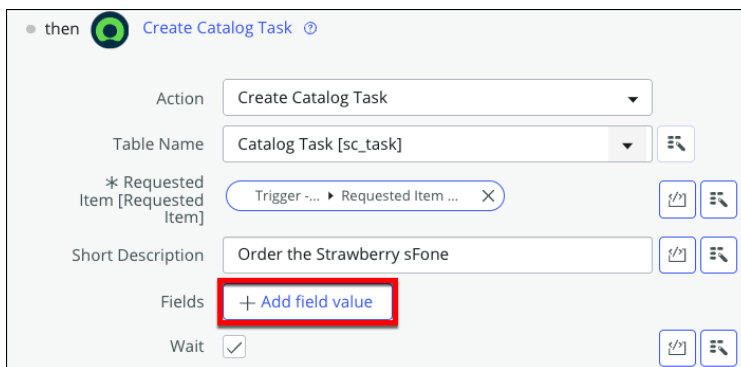 then Create Catalog Task
Action Create Catalog Task
Table Name Catalog Task [sc_task]
* Requested
Item [Requested
Item]
Trigger -... ▸ Requested Item ... X
Short Description Order the Strawberry sFone
Fields + Add field value
Wait